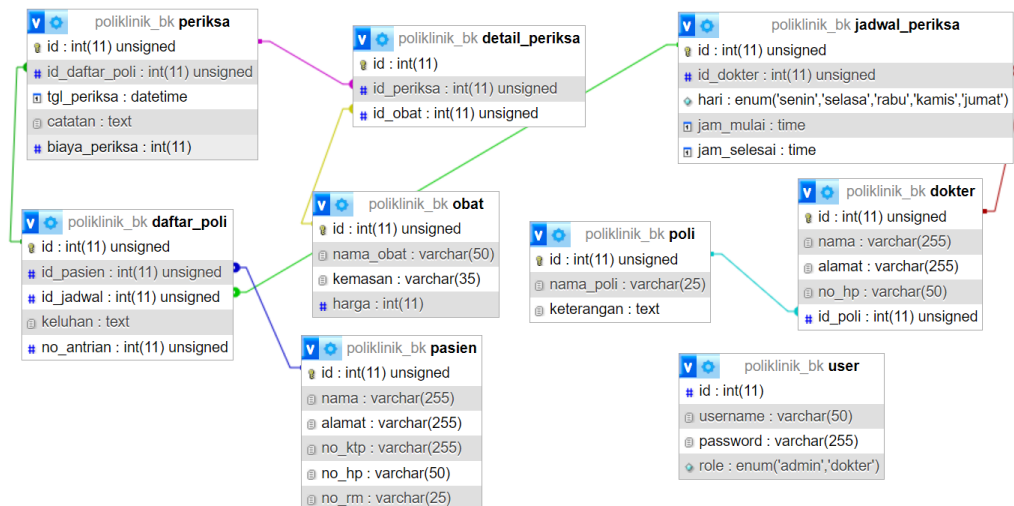 poliklinik_bk periksa
id : int(11) unsigned
id_daftar_poli : int(11) unsigned
tgl_periksa : datetime
catatan : text
biaya_periksa : int(11)
poliklinik_bk detail_periksa
id : int(11)
id_periksa : int(11) unsigned
id_obat : int(11) unsigned
poliklinik_bk jadwal_periksa
id : int(11) unsigned
id_dokter : int(11) unsigned
hari : enum('senin','selasa','rabu','kamis','jumat')
jam_mulai : time
jam_selesai : time
poliklinik_bk daftar_poli
id : int(11) unsigned
id_pasien : int(11) unsigned
id_jadwal : int(11) unsigned
keluhan : text
no_antrian : int(11) unsigned
poliklinik_bk obat
id : int(11) unsigned
nama_obat : varchar(50)
kemasan : varchar(35)
harga : int(11)
poliklinik_bk poli
id : int(11) unsigned
nama_poli : varchar(25)
keterangan : text
poliklinik_bk dokter
id : int(11) unsigned
nama : varchar(255)
alamat : varchar(255)
no_hp : varchar(50)
id_poli : int(11) unsigned
poliklinik_bk pasien
id : int(11) unsigned
nama : varchar(255)
alamat : varchar(255)
no_ktp : varchar(255)
no_hp : varchar(50)
no_rm : varchar(25)
poliklinik_bk user
id : int(11)
username : varchar(50)
password : varchar(255)
role : enum('admin','dokter')